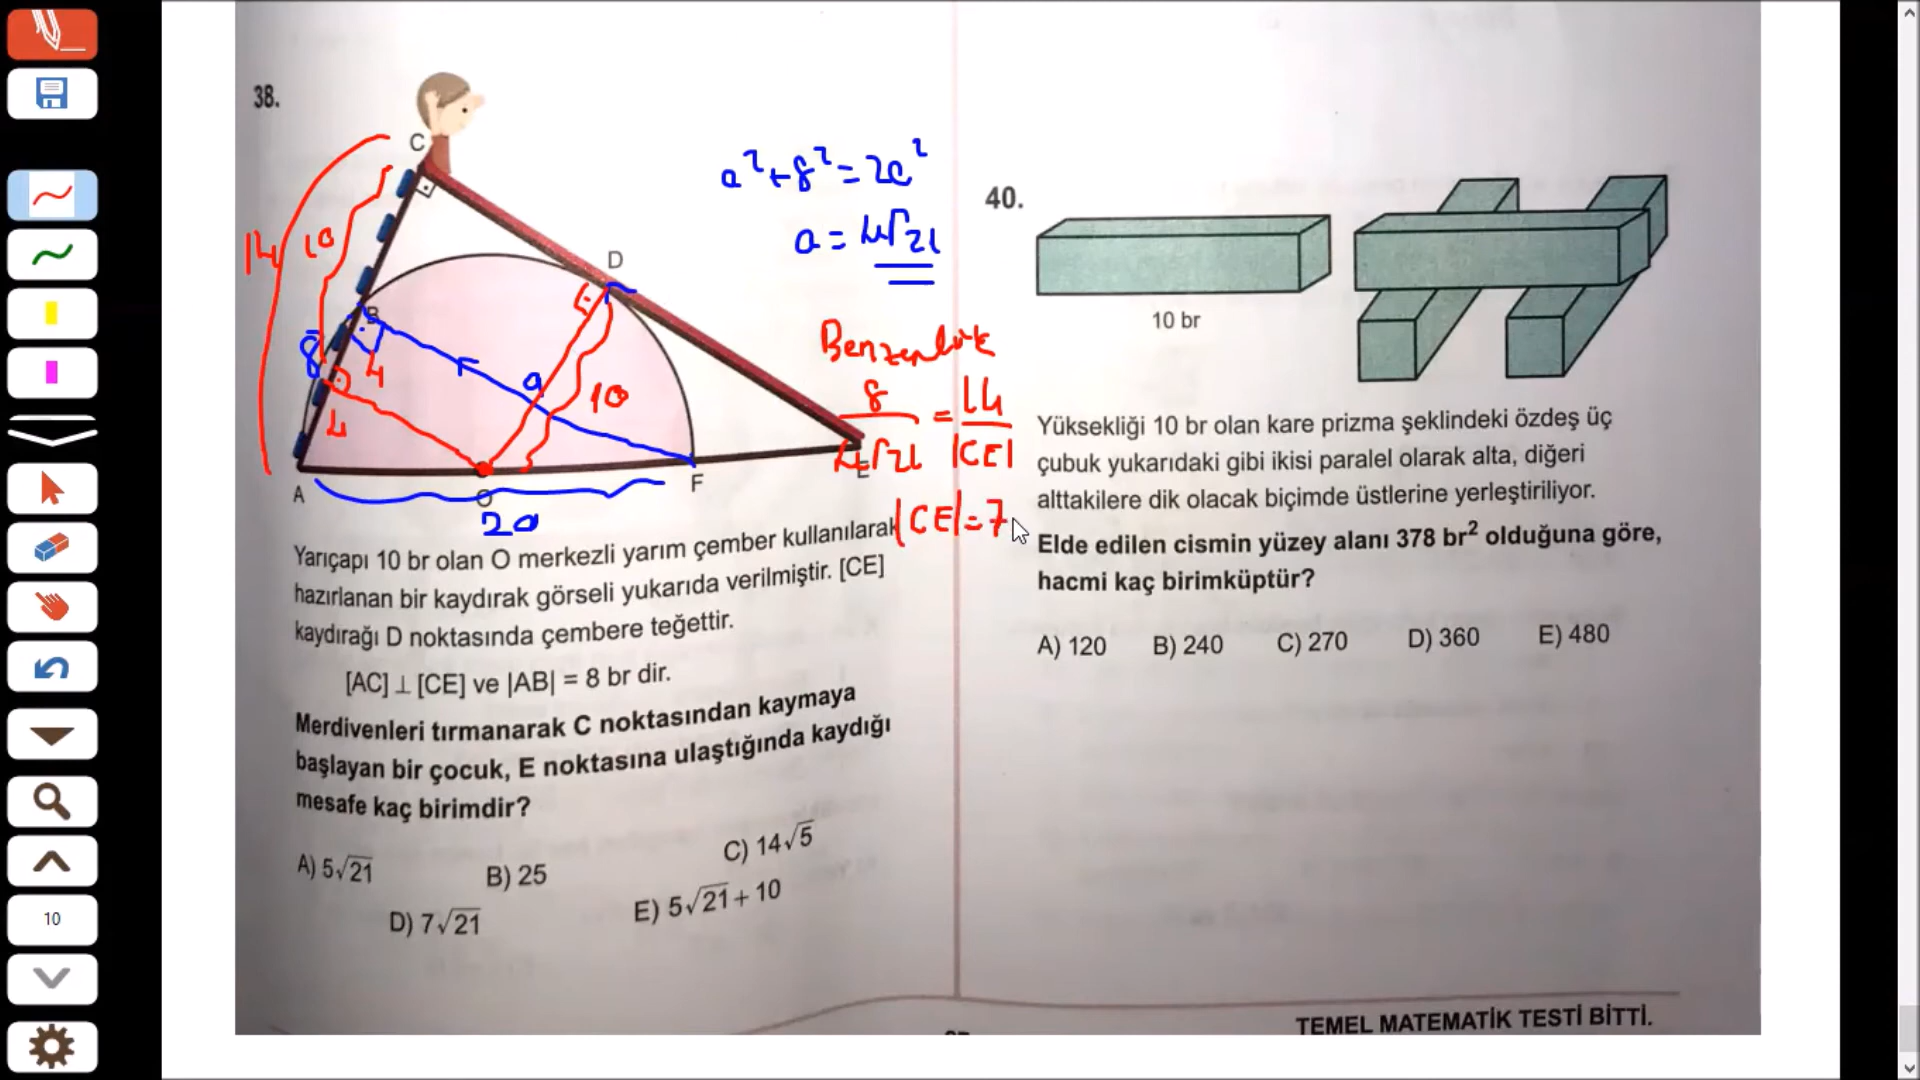 38.
C
D
B
A
O
F
E
14
10
8
4
4
a
10
20
a²+8²=20²
a = 4√21
Benzerlik
8/4√21 = 14/|CE|
|CE|=7
Yarıçapı 10 br olan O merkezli yarım çember kullanılarak
hazırlanan bir kaydırak görseli yukarıda verilmiştir. [CE]
kaydırağı D noktasında çembere teğettir.
[AC] ⊥ [CE] ve |AB| = 8 br dir.
Merdivenleri tırmanarak C noktasından kaymaya
başlayan bir çocuk, E noktasına ulaştığında kaydığı
mesafe kaç birimdir?
A) 5√21
B) 25
C) 14√5
D) 7√21
E) 5√21 + 10
40.
10 br
Yüksekliği 10 br olan kare prizma şeklindeki özdeş üç
çubuk yukarıdaki gibi ikisi paralel olarak alta, diğeri
alttakilere dik olacak biçimde üstlerine yerleştiriliyor.
Elde edilen cismin yüzey alanı 378 br² olduğuna göre,
hacmi kaç birimküptür?
A) 120 B) 240 C) 270 D) 360 E) 480
TEMEL MATEMATİK TESTİ BİTTİ.
10